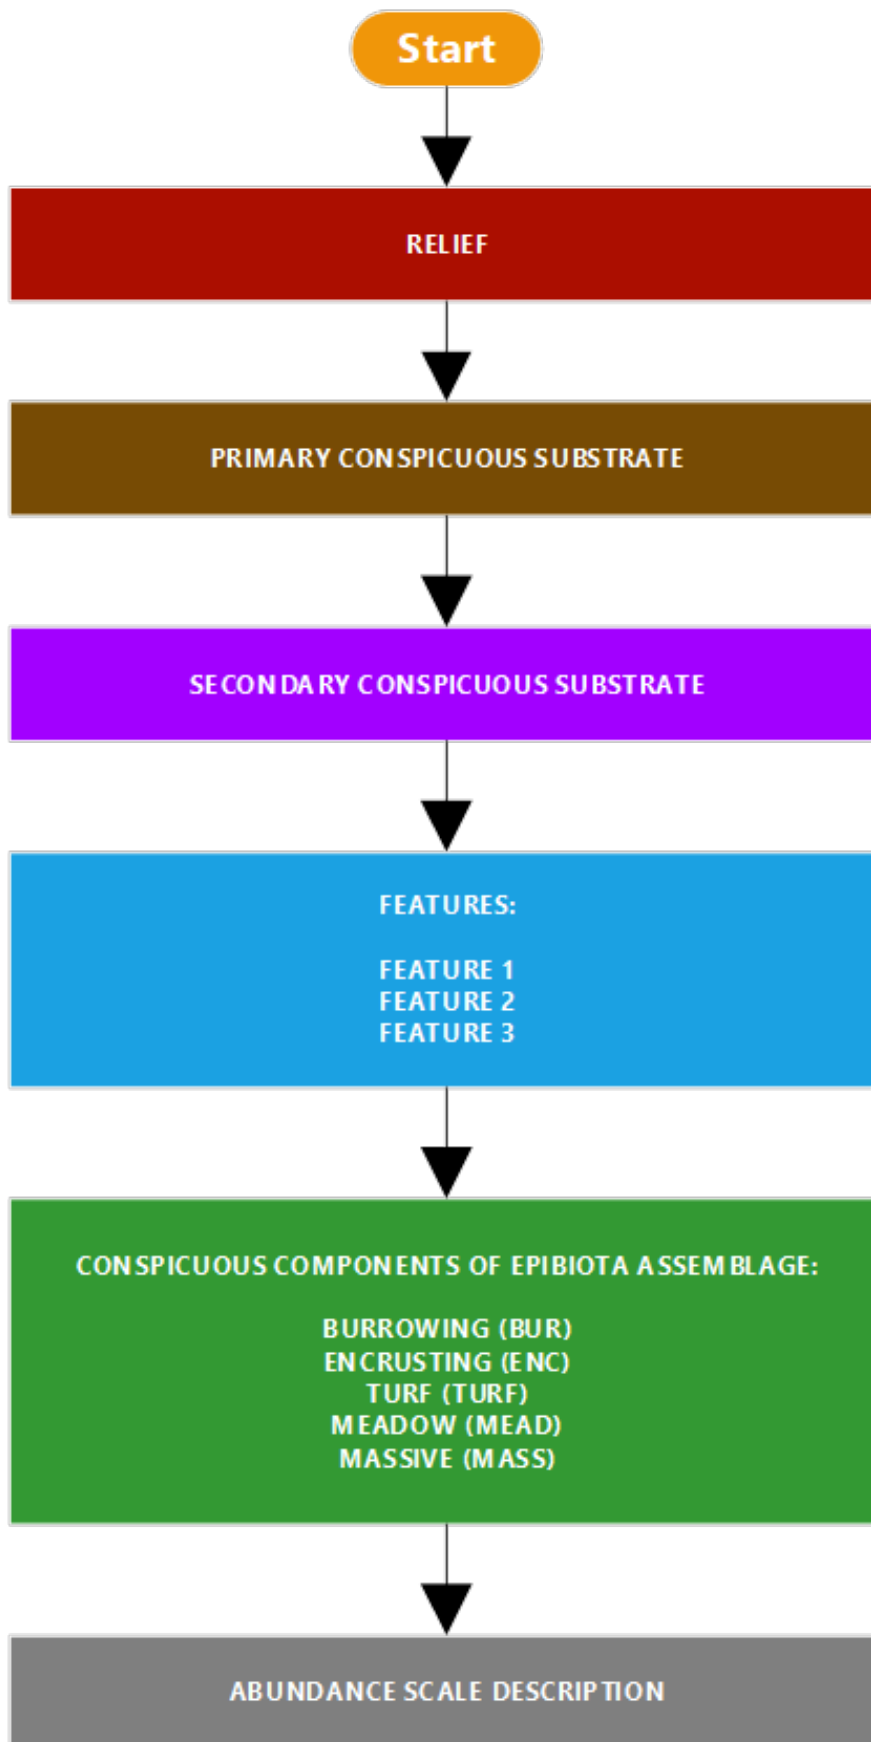 Start
RELIEF
PRIMARY CONSPICUOUS SUBSTRATE
SECONDARY CONSPICUOUS SUBSTRATE
FEATURES:
FEATURE 1
FEATURE 2
FEATURE 3
CONSPICUOUS COMPONENTS OF EPIBIOTA ASSEMBLAGE:
BURROWING (BUR)
ENCRUSTING (ENC)
TURF (TURF)
MEADOW (MEAD)
MASSIVE (MASS)
ABUNDANCE SCALE DESCRIPTION